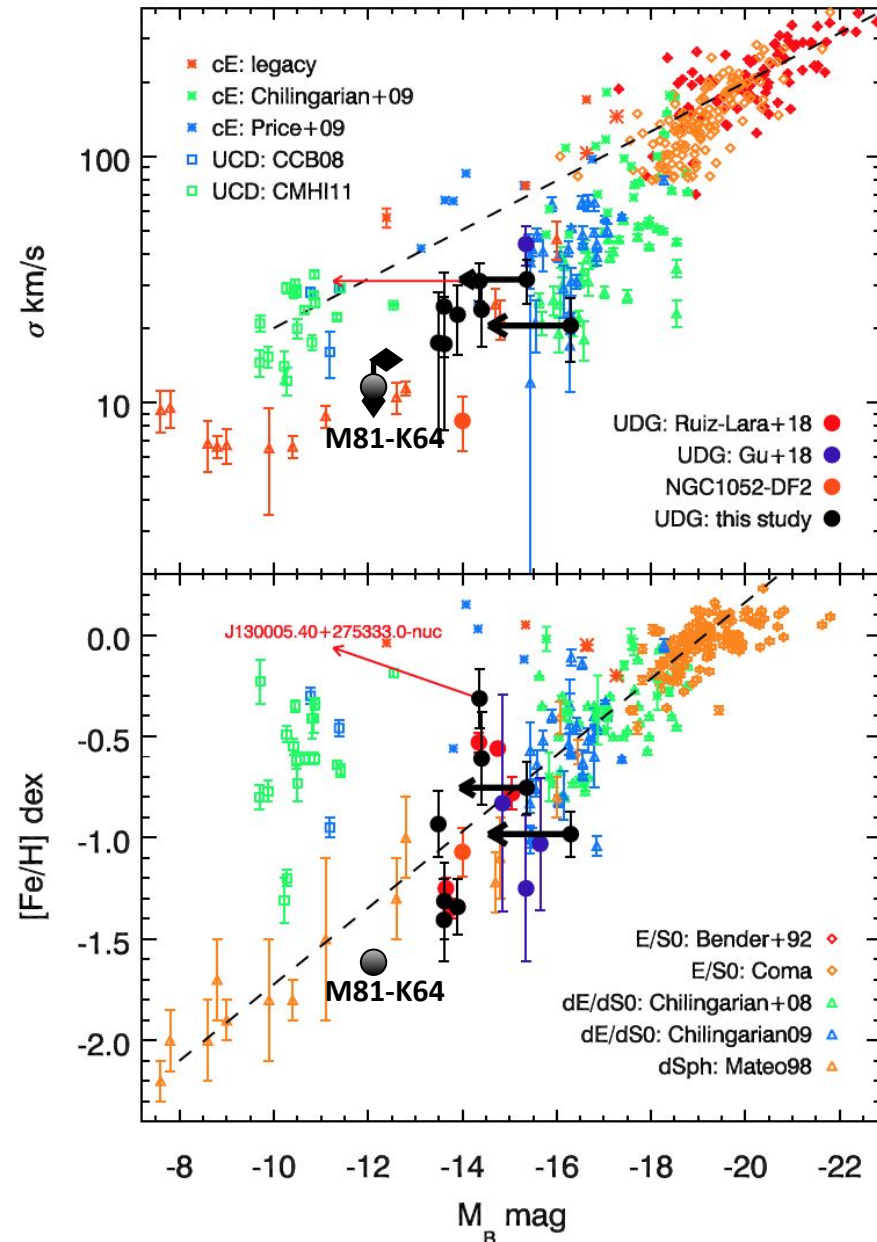 cE: legacy
cE: Chilingarian+09
cE: Price+09
UCD: CCB08
UCD: CMHI11
100
10
σ km/s
M81-K64
UDG: Ruiz-Lara+18
UDG: Gu+18
NGC1052-DF2
UDG: this study
J130005.40+275333.0-nuc
0.0
-0.5
-1.0
-1.5
-2.0
[Fe/H] dex
M81-K64
E/S0: Bender+92
E/S0: Coma
dE/dS0: Chilingarian+08
dE/dS0: Chilingarian09
dSph: Mateo98
-8 -10 -12 -14 -16 -18 -20 -22
M_B mag